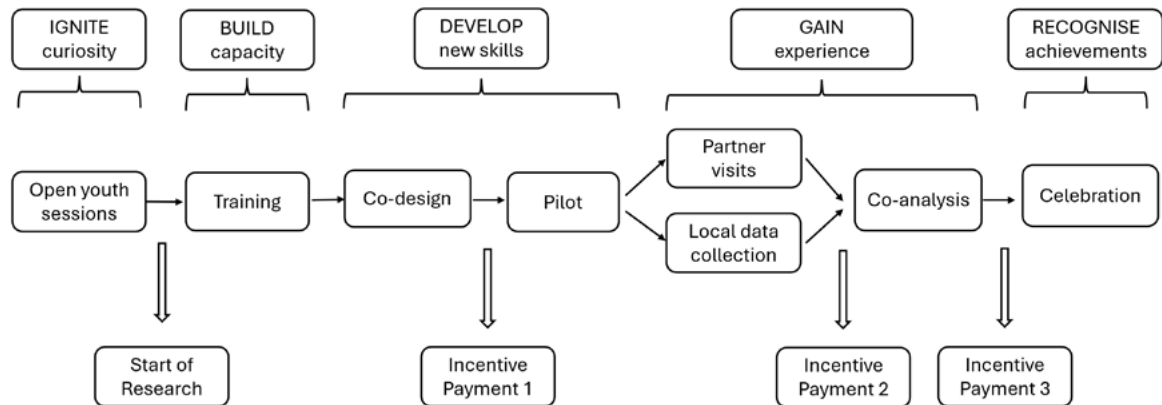 IGNITE
curiosity
BUILD
capacity
DEVELOP
new skills
GAIN
experience
RECOGNISE
achievements
Open youth
sessions
Training
Co-design
Pilot
Partner
visits
Local data
collection
Co-analysis
Celebration
Start of
Research
Incentive
Payment 1
Incentive
Payment 2
Incentive
Payment 3